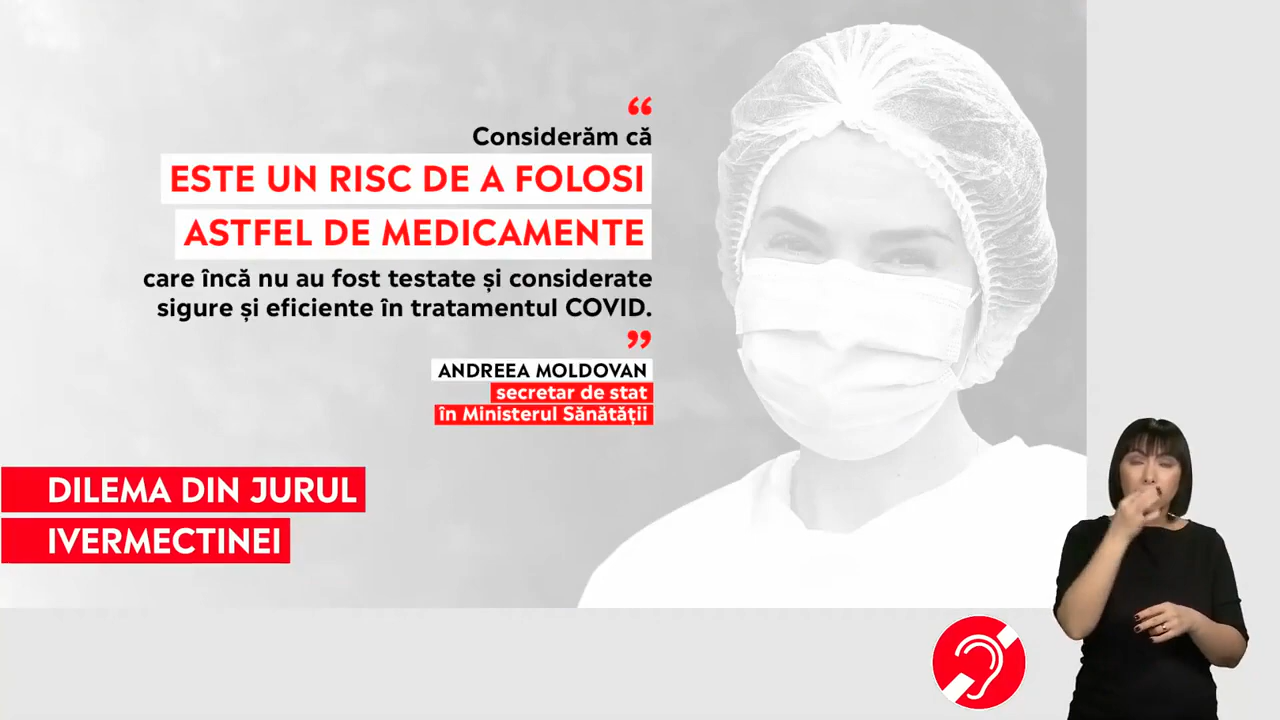 “
Considerăm că
ESTE UN RISC DE A FOLOSI
ASTFEL DE MEDICAMENTE
care încă nu au fost testate și considerate
sigure și eficiente în tratamentul COVID.
”
ANDREEA MOLDOVAN
secretar de stat
în Ministerul Sănătății
DILEMA DIN JURUL
IVERMECTINEI